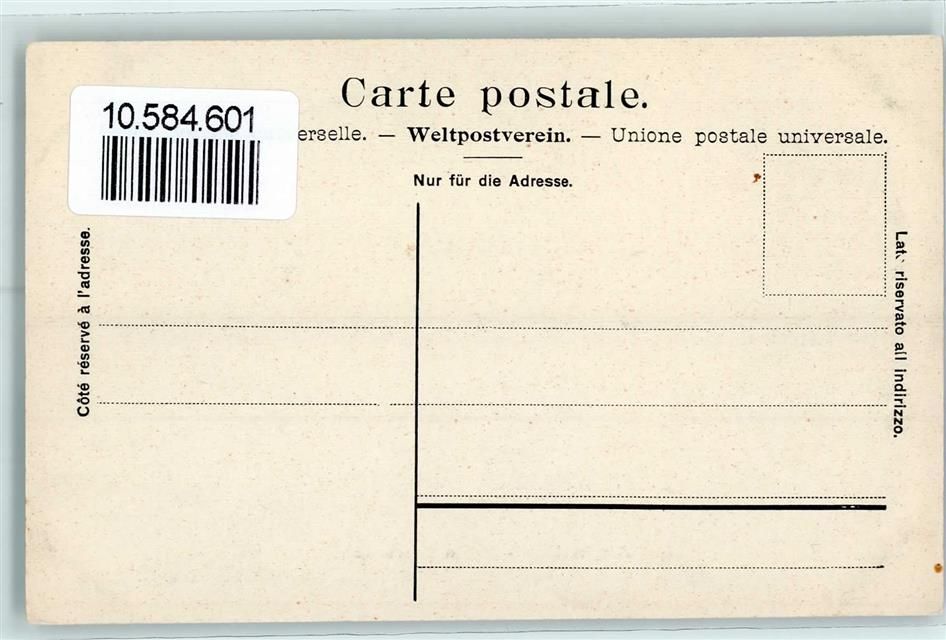 Carte postale.
10.584.601
erselle. — Weltpostverein. — Unione postale universale.
Nur für die Adresse.
Côté réservé à l'adresse.
riservato all indirizzo.